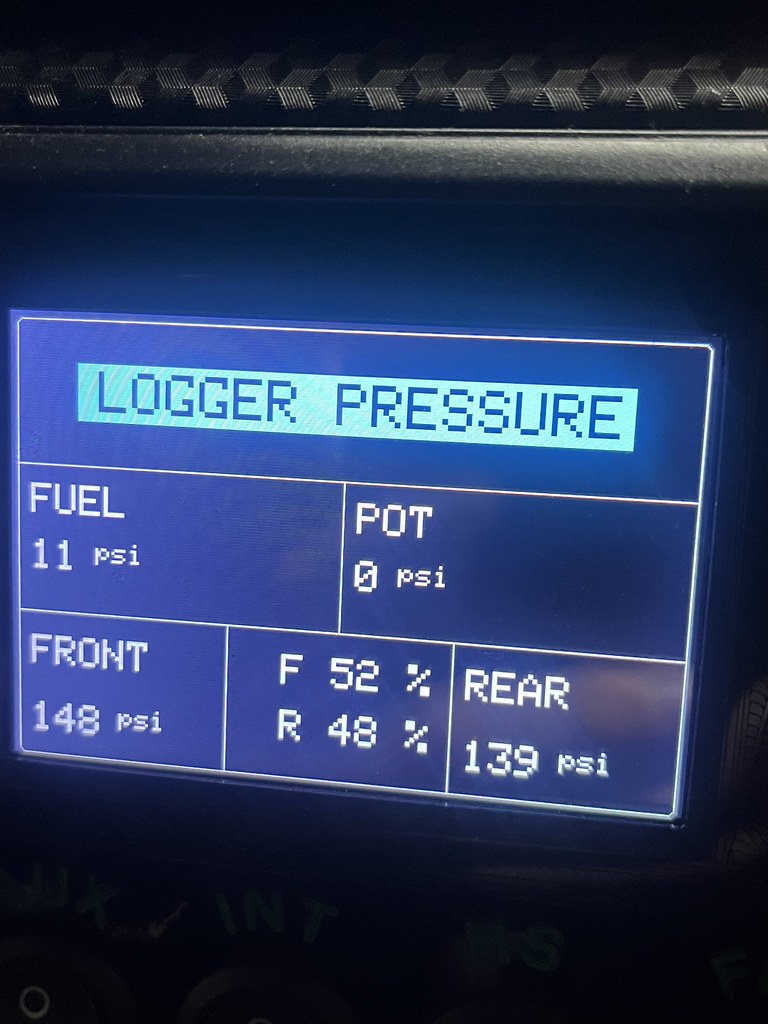 LOGGER PRESSURE
FUEL
11 psi
POT
0 psi
FRONT
148 psi
F 52 %
R 48 %
REAR
139 psi
INT